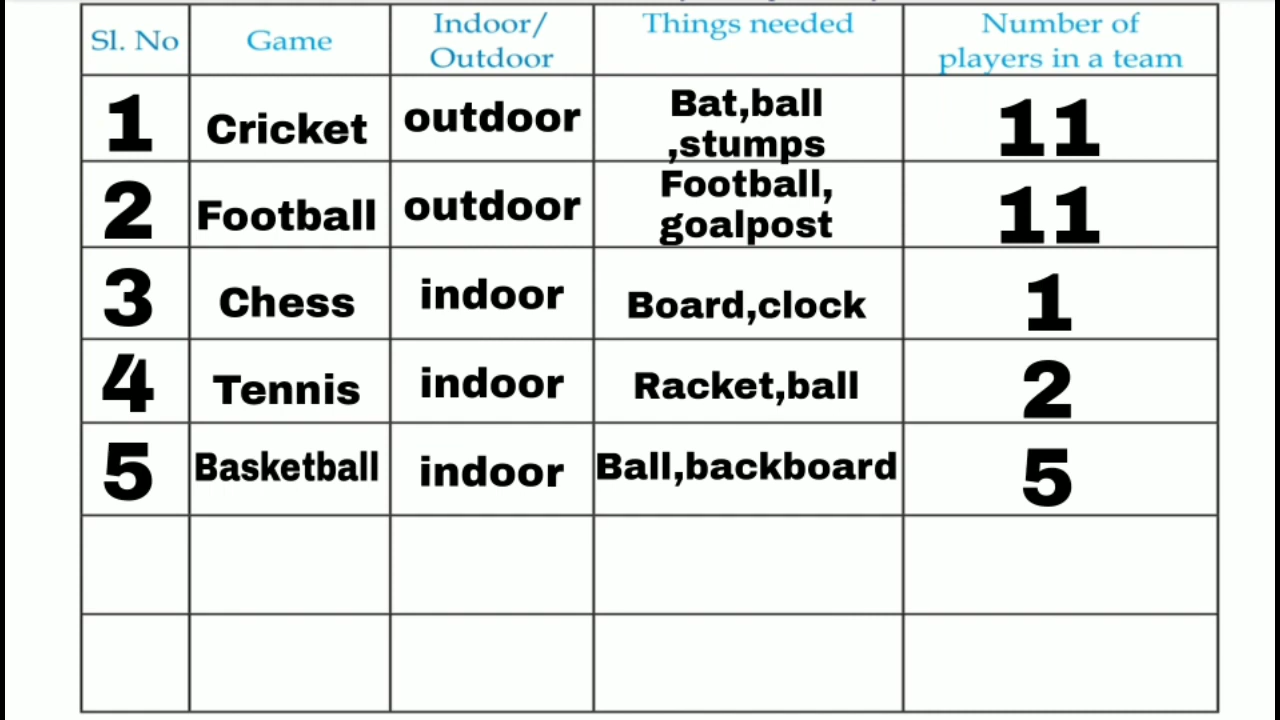 Sl. No Game Indoor/ Outdoor Things needed Number of players in a team
1 Cricket outdoor Bat,ball ,stumps 11
2 Football outdoor Football, goalpost 11
3 Chess indoor Board,clock 1
4 Tennis indoor Racket,ball 2
5 Basketball indoor Ball,backboard 5